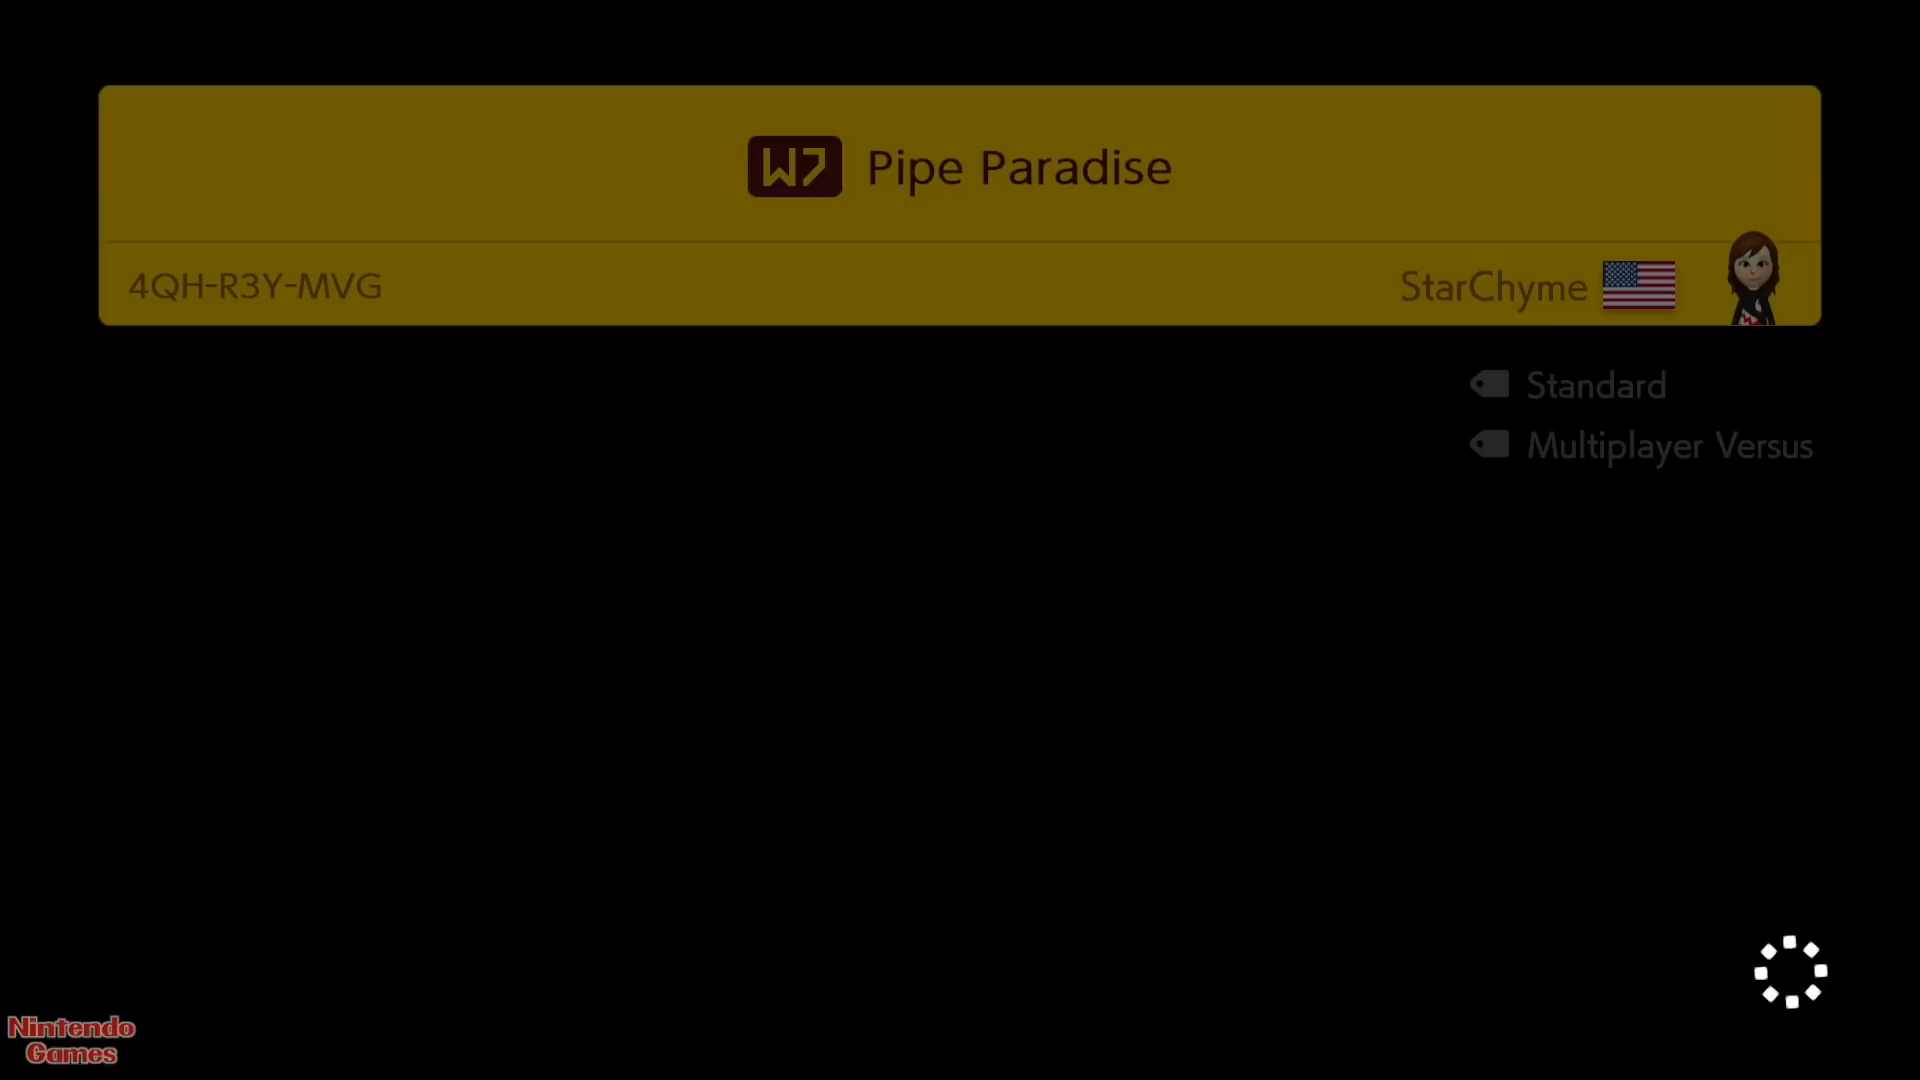 W7 Pipe Paradise
4QH-R3Y-MVG
StarChyme
Standard
Multiplayer Versus
Nintendo
Games